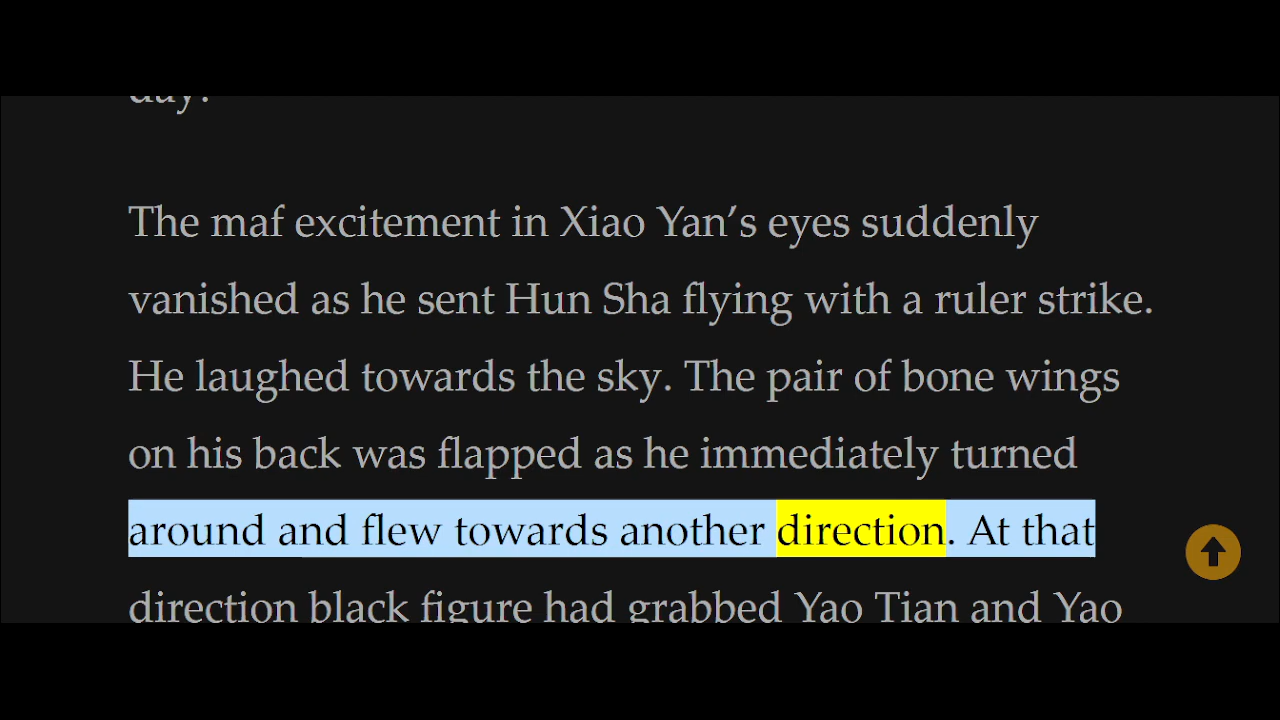 day.
The maf excitement in Xiao Yan’s eyes suddenly
vanished as he sent Hun Sha flying with a ruler strike.
He laughed towards the sky. The pair of bone wings
on his back was flapped as he immediately turned
around and flew towards another direction. At that
direction black figure had grabbed Yao Tian and Yao